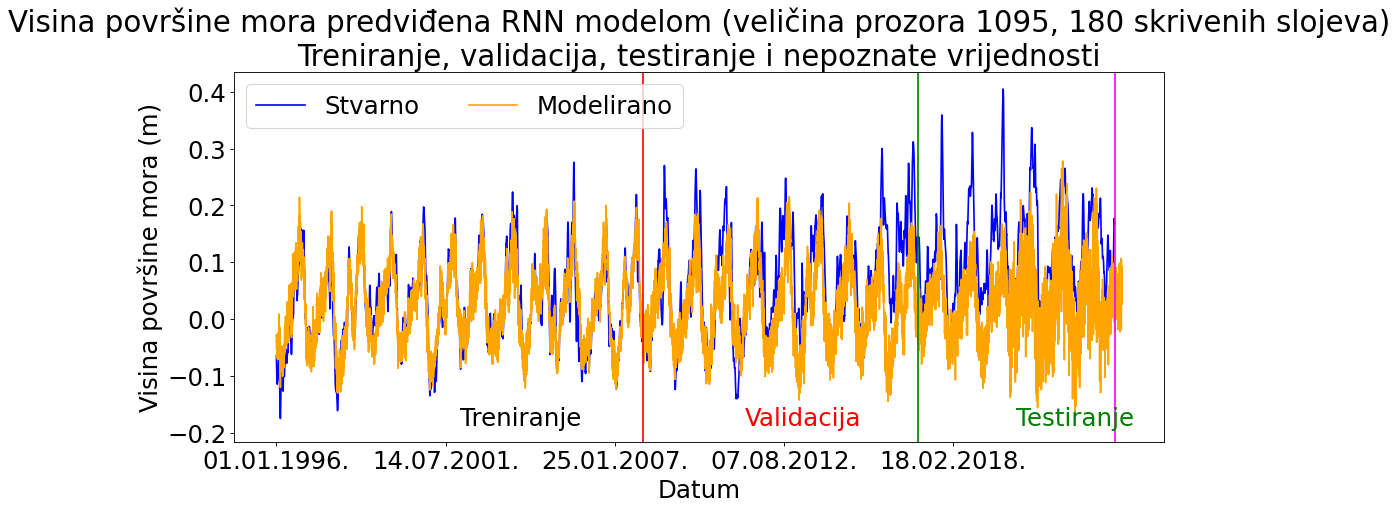 Visina površine mora predviđena RNN modelom (veličina prozora 1095, 180 skrivenih slojeva)
Treniranje, validacija, testiranje i nepoznate vrijednosti
Stvarno Modelirano
Visina površine mora (m)
0.4
0.3
0.2
0.1
0.0
−0.1
−0.2
Treniranje Validacija Testiranje
01.01.1996. 14.07.2001. 25.01.2007. 07.08.2012. 18.02.2018.
Datum